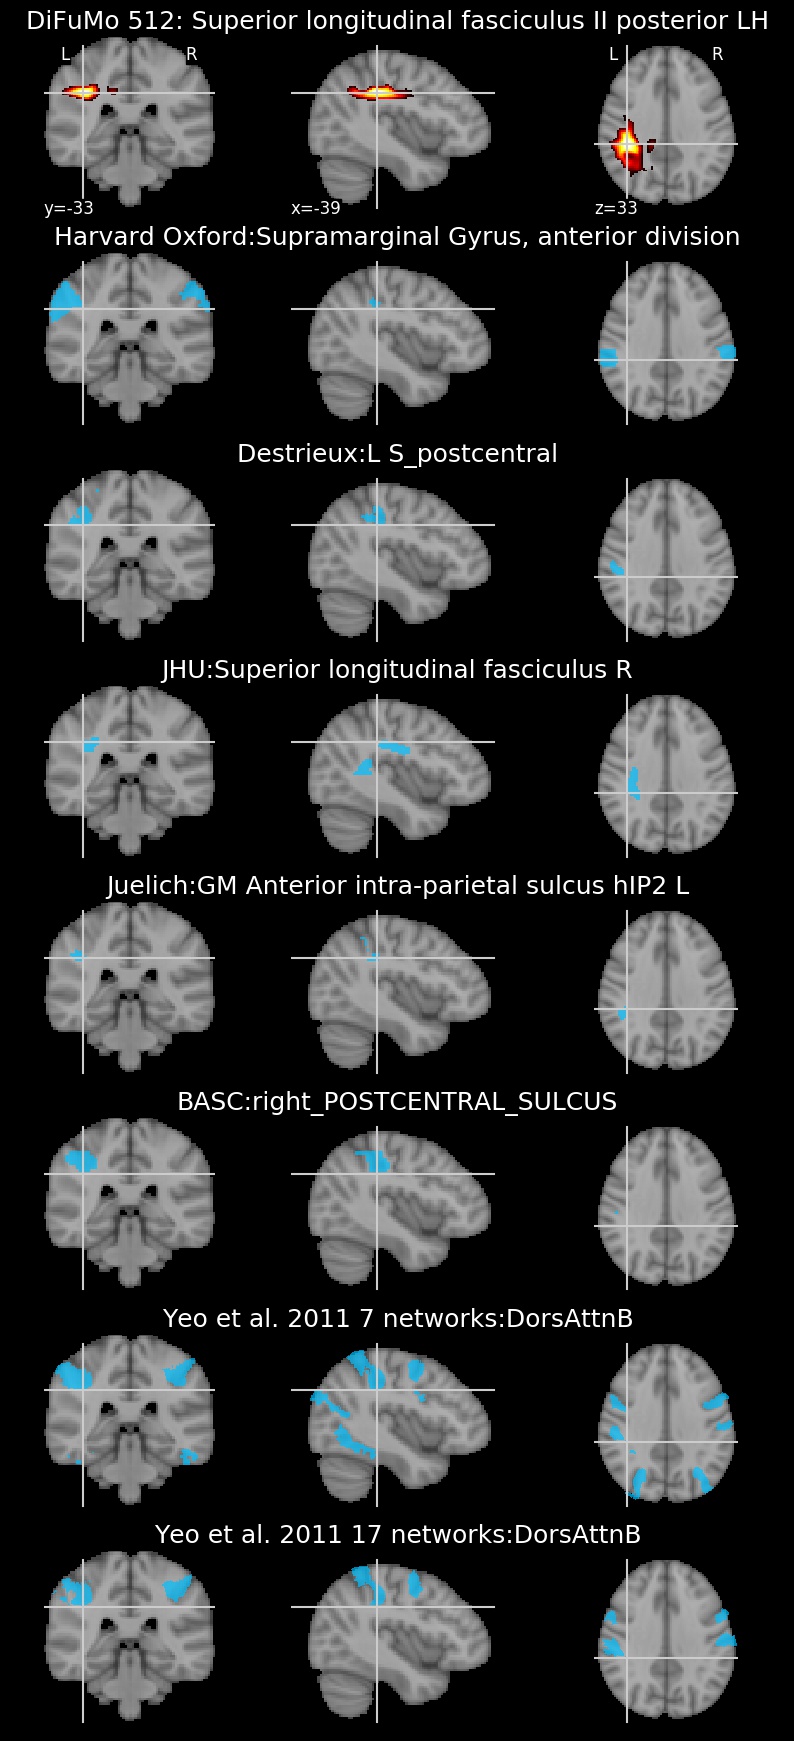 DiFuMo 512: Superior longitudinal fasciculus II posterior LH
L R L R
y=-33 x=-39 z=33
Harvard Oxford:Supramarginal Gyrus, anterior division
Destrieux:L S_postcentral
JHU:Superior longitudinal fasciculus R
Juelich:GM Anterior intra-parietal sulcus hIP2 L
BASC:right_POSTCENTRAL_SULCUS
Yeo et al. 2011 7 networks:DorsAttnB
Yeo et al. 2011 17 networks:DorsAttnB